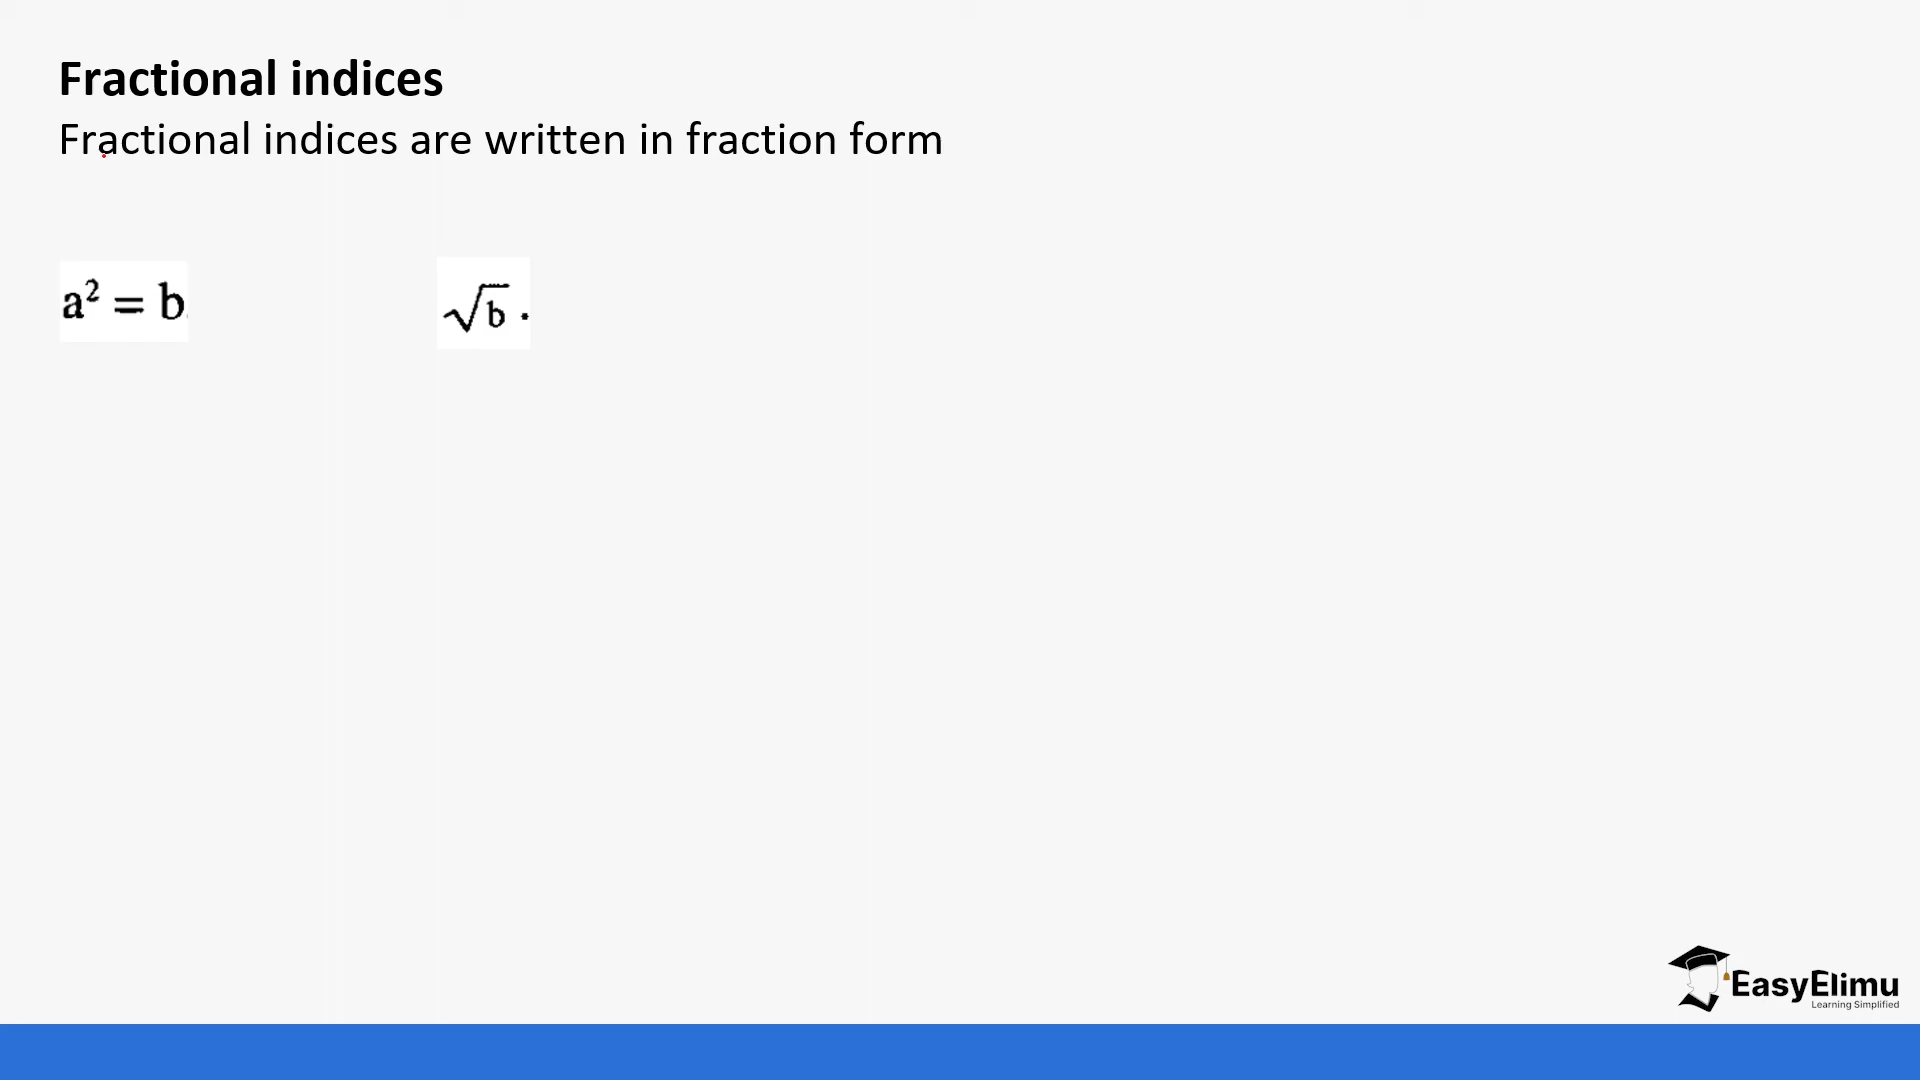 Fractional indices
Fractional indices are written in fraction form
a² = b.
√b .
EasyElimu
Learning Simplified